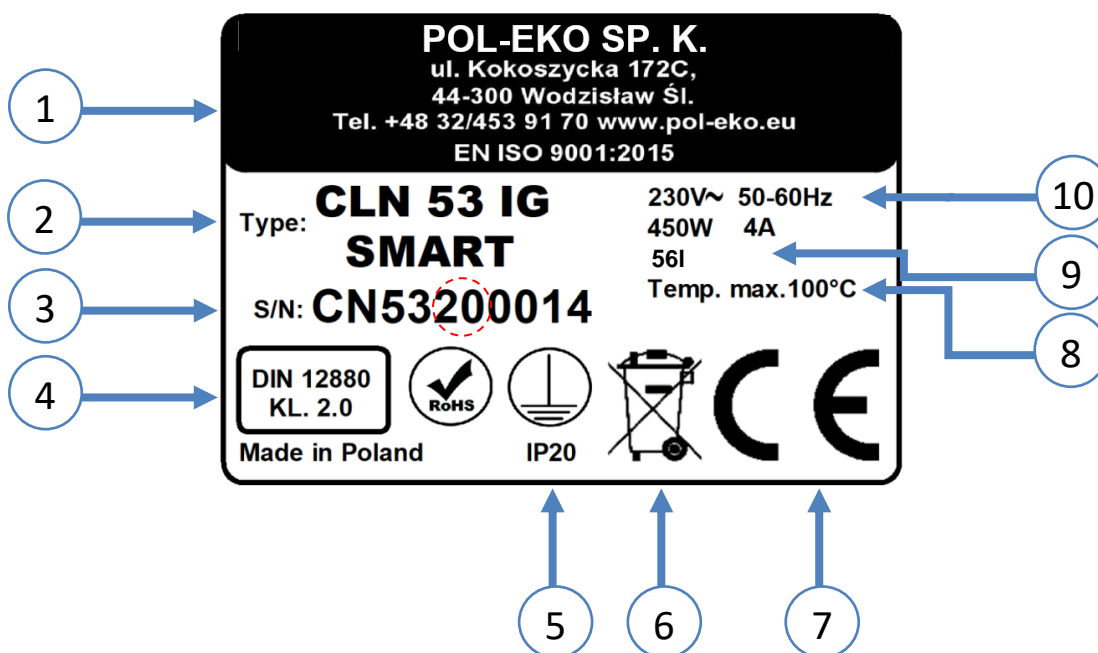 POL-EKO SP. K.
ul. Kokoszycka 172C,
44-300 Wodzisław Śl.
Tel. +48 32/453 91 70 www.pol-eko.eu
EN ISO 9001:2015
1
Type: CLN 53 IG
SMART
2
S/N: CN53200014
3
230V~ 50-60Hz
10
450W 4A
56l
9
Temp. max.100°C
8
DIN 12880
KL. 2.0
4
RoHS
Made in Poland
IP20
CE
5
6
7